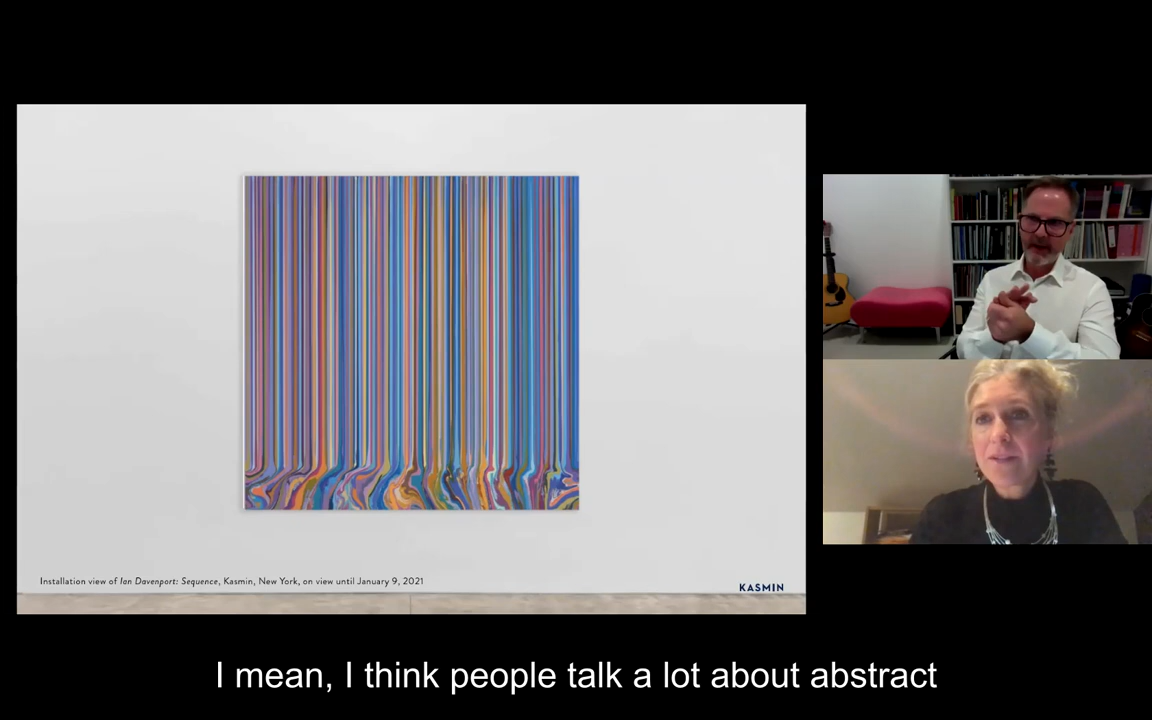 Installation view of Ian Davenport: Sequence, Kasmin, New York, on view until January 9, 2021
KASMIN
I mean, I think people talk a lot about abstract